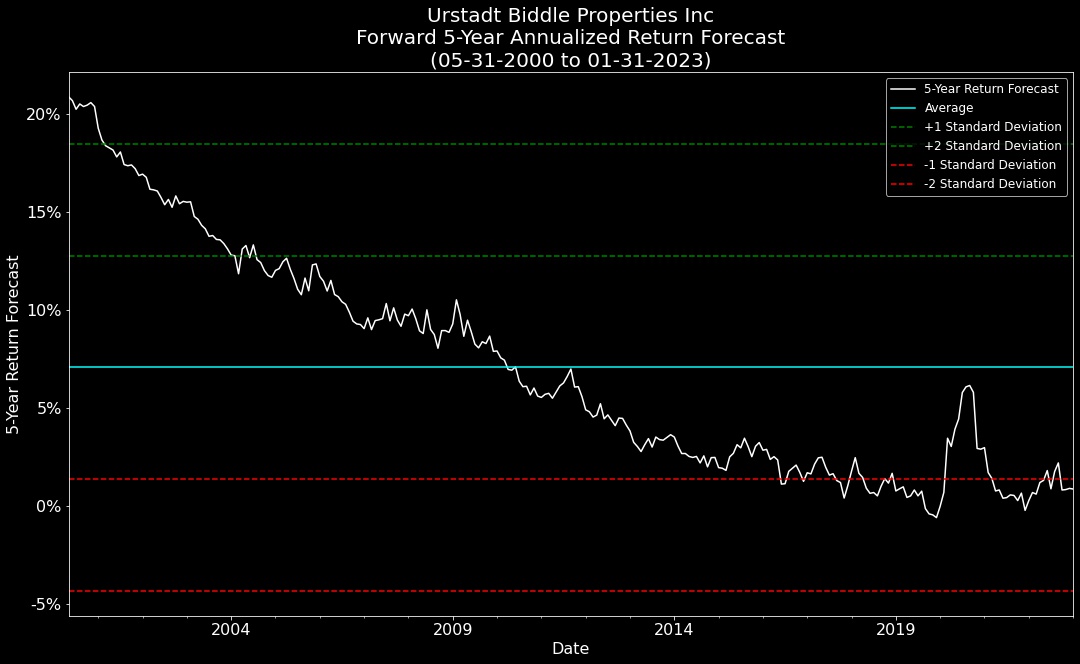 Urstadt Biddle Properties Inc
Forward 5-Year Annualized Return Forecast
(05-31-2000 to 01-31-2023)
5-Year Return Forecast
Average
+1 Standard Deviation
+2 Standard Deviation
-1 Standard Deviation
-2 Standard Deviation
5-Year Return Forecast
20%
15%
10%
5%
0%
-5%
2004
2009
2014
2019
Date